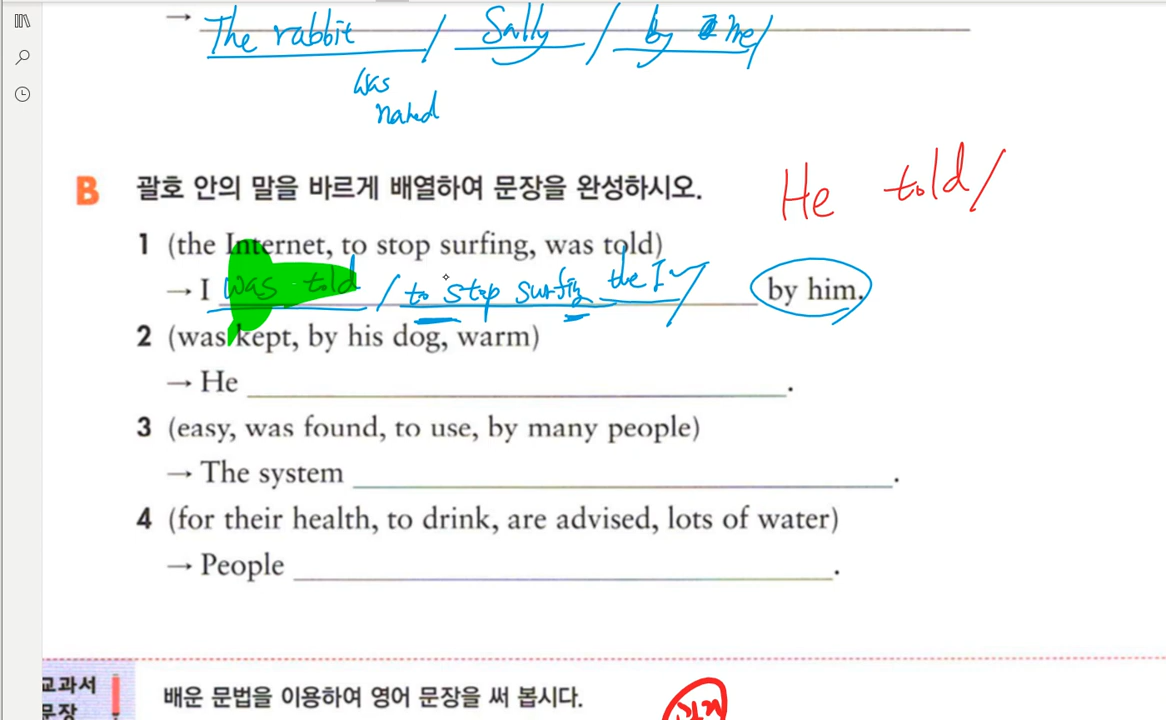 → The rabbit / Sally / by me/
was
named
B 괄호 안의 말을 바르게 배열하여 문장을 완성하시오.
He told/
1 (the Internet, to stop surfing, was told)
→ I was told / to stop surfing the I / by him.
2 (was kept, by his dog, warm)
→ He .
3 (easy, was found, to use, by many people)
→ The system .
4 (for their health, to drink, are advised, lots of water)
→ People .
교과서
문장
배운 문법을 이용하여 영어 문장을 써 봅시다.